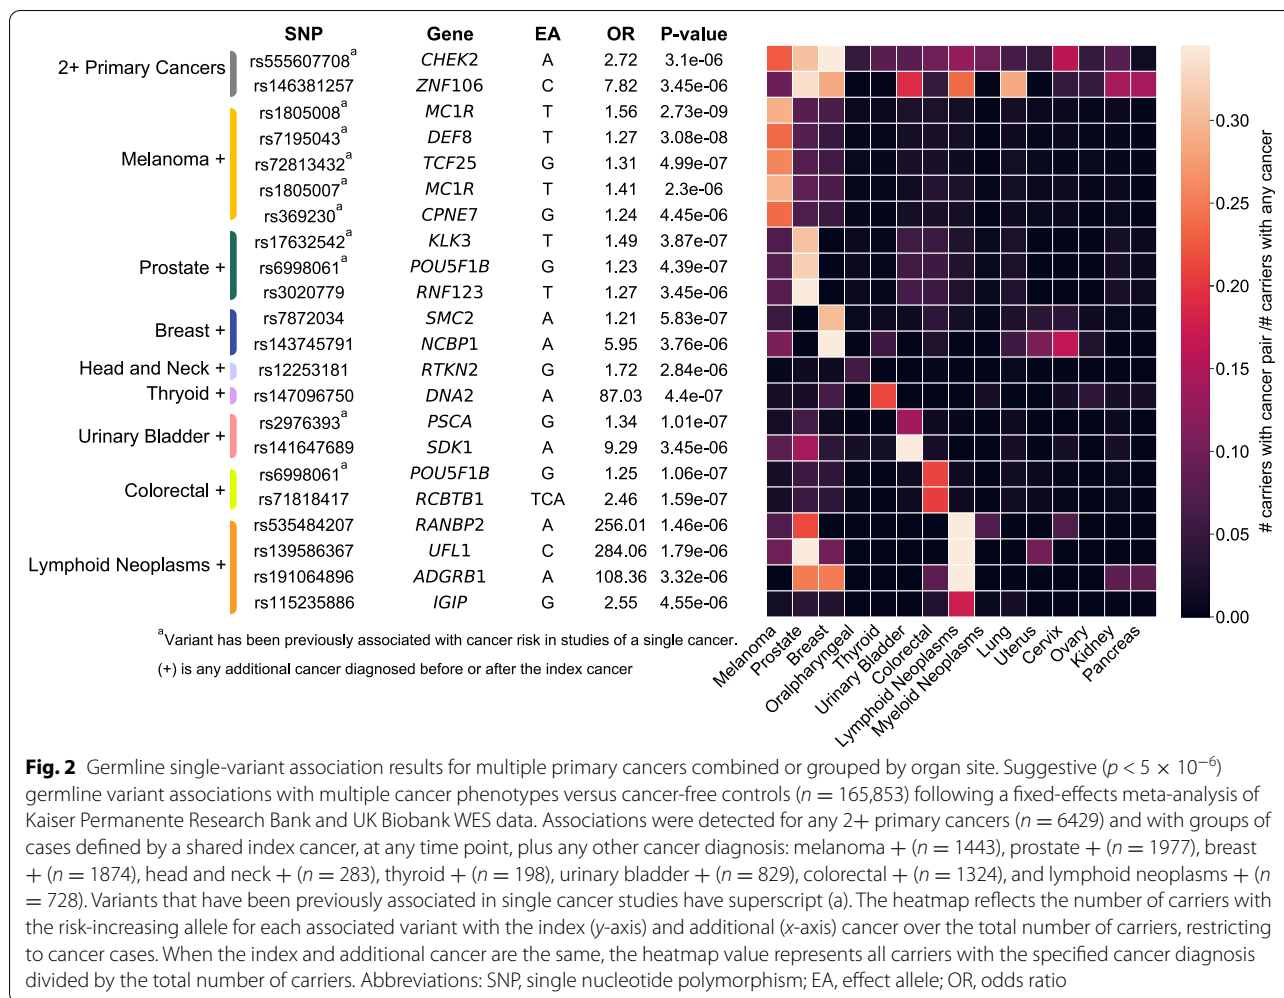 SNP Gene EA OR P-value
2+ Primary Cancers
rs555607708a CHEK2 A 2.72 3.1e-06
rs146381257 ZNF106 C 7.82 3.45e-06
Melanoma +
rs1805008a MC1R T 1.56 2.73e-09
rs7195043a DEF8 T 1.27 3.08e-08
rs72813432a TCF25 G 1.31 4.99e-07
rs1805007a MC1R T 1.41 2.3e-06
rs369230a CPNE7 G 1.24 4.45e-06
Prostate +
rs17632542a KLK3 T 1.49 3.87e-07
rs6998061a POU5F1B G 1.23 4.39e-07
rs3020779 RNF123 T 1.27 3.45e-06
Breast +
rs7872034 SMC2 A 1.21 5.83e-07
rs143745791 NCBP1 A 5.95 3.76e-06
Head and Neck + rs12253181 RTKN2 G 1.72 2.84e-06
Thryoid + rs147096750 DNA2 A 87.03 4.4e-07
Urinary Bladder +
rs2976393a PSCA G 1.34 1.01e-07
rs141647689 SDK1 A 9.29 3.45e-06
Colorectal +
rs6998061a POU5F1B G 1.25 1.06e-07
rs71818417 RCBTB1 TCA 2.46 1.59e-07
Lymphoid Neoplasms +
rs535484207 RANBP2 A 256.01 1.46e-06
rs139586367 UFL1 C 284.06 1.79e-06
rs191064896 ADGRB1 A 108.36 3.32e-06
rs115235886 IGIP G 2.55 4.55e-06
aVariant has been previously associated with cancer risk in studies of a single cancer.
(+) is any additional cancer diagnosed before or after the index cancer
Melanoma
Prostate
Breast
Oralpharyngeal
Thyroid
Urinary Bladder
Colorectal
Lymphoid Neoplasms
Myeloid Neoplasms
Lung
Uterus
Cervix
Ovary
Kidney
Pancreas
0.30
0.25
0.20
0.15
0.10
0.05
0.00
# carriers with cancer pair /# carriers with any cancer
Fig. 2 Germline single-variant association results for multiple primary cancers combined or grouped by organ site. Suggestive (p < 5 × 10−6)
germline variant associations with multiple cancer phenotypes versus cancer-free controls (n = 165,853) following a fixed-effects meta-analysis of
Kaiser Permanente Research Bank and UK Biobank WES data. Associations were detected for any 2+ primary cancers (n = 6429) and with groups of
cases defined by a shared index cancer, at any time point, plus any other cancer diagnosis: melanoma + (n = 1443), prostate + (n = 1977), breast
+ (n = 1874), head and neck + (n = 283), thyroid + (n = 198), urinary bladder + (n = 829), colorectal + (n = 1324), and lymphoid neoplasms + (n
= 728). Variants that have been previously associated in single cancer studies have superscript (a). The heatmap reflects the number of carriers with
the risk-increasing allele for each associated variant with the index (y-axis) and additional (x-axis) cancer over the total number of carriers, restricting
to cancer cases. When the index and additional cancer are the same, the heatmap value represents all carriers with the specified cancer diagnosis
divided by the total number of carriers. Abbreviations: SNP, single nucleotide polymorphism; EA, effect allele; OR, odds ratio